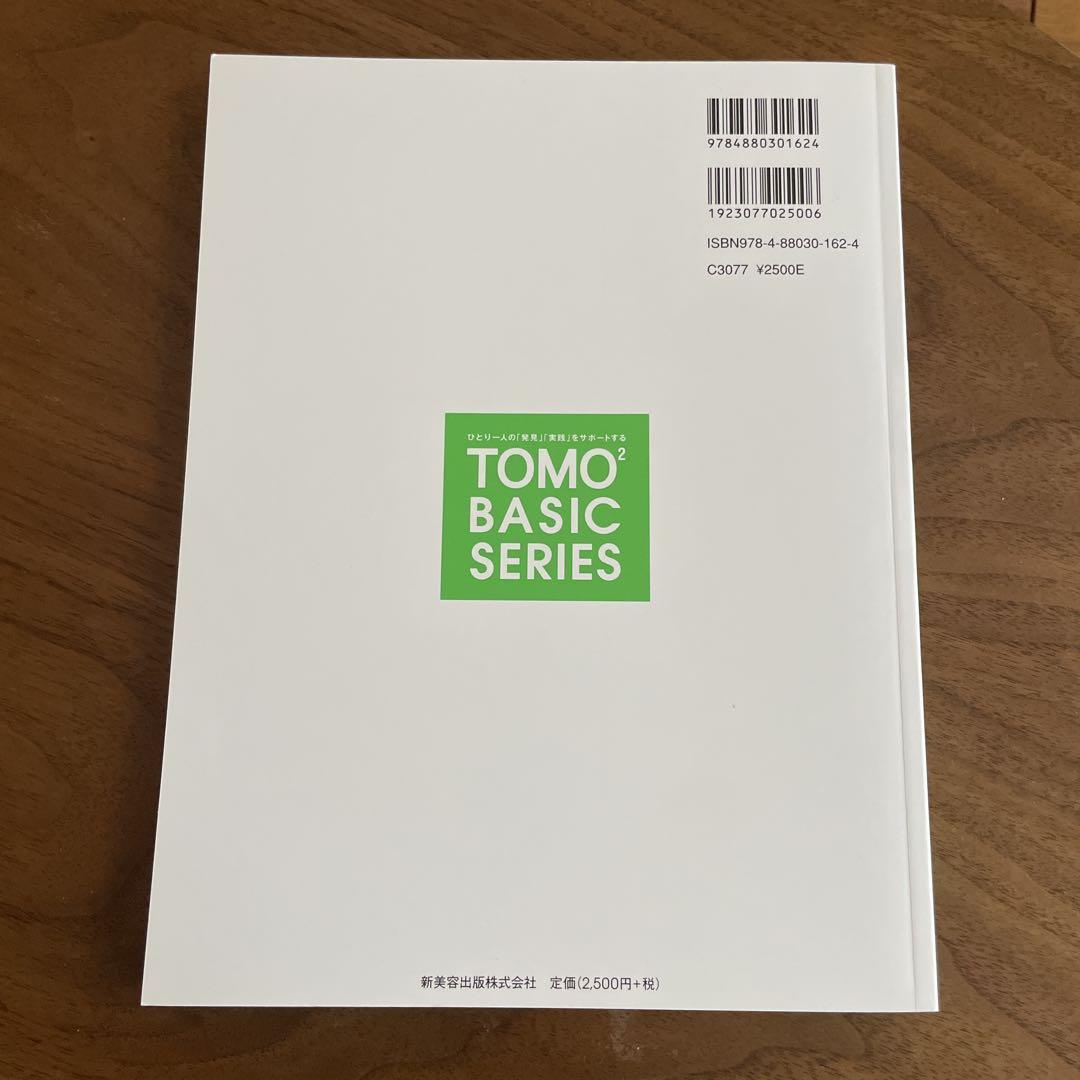 9784880301624
1923077025006
ISBN978-4-88030-162-4
C3077 ¥2500E
ひとり一人の「発見」「実践」をサポートする
TOMO²
BASIC
SERIES
新美容出版株式会社 定価(2,500円+税)